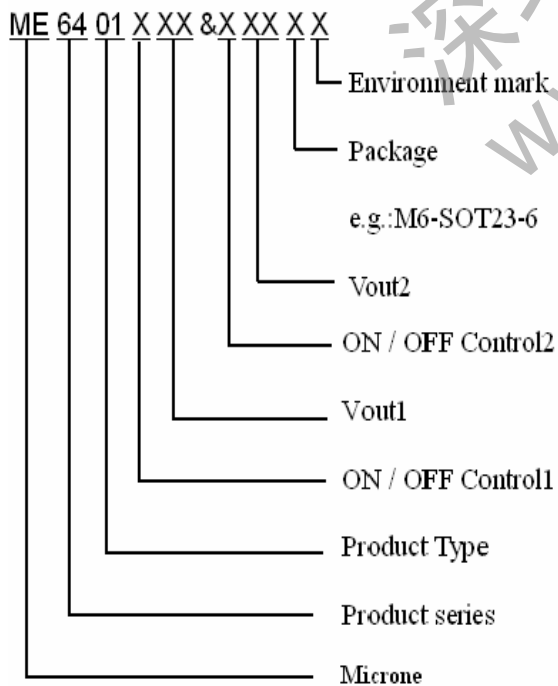 ME 64 01 X XX &X XX X X
Environment mark
Package
e.g.:M6-SOT23-6
Vout2
ON / OFF Control2
Vout1
ON / OFF Control1
Product Type
Product series
Microne
深
W